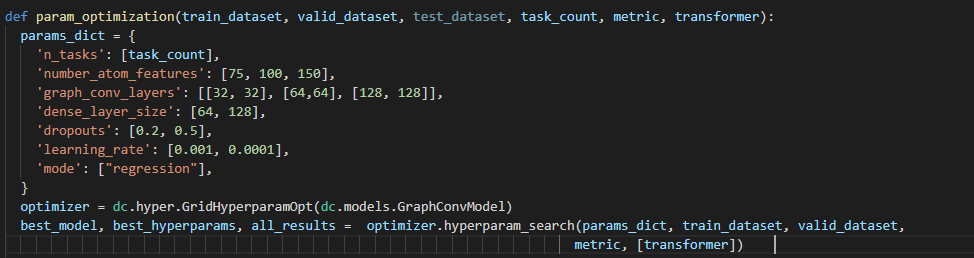 def param_optimization(train_dataset, valid_dataset, test_dataset, task_count, metric, transformer):
  params_dict = {
    'n_tasks': [task_count],
    'number_atom_features': [75, 100, 150],
    'graph_conv_layers': [[32, 32], [64,64], [128, 128]],
    'dense_layer_size': [64, 128],
    'dropouts': [0.2, 0.5],
    'learning_rate': [0.001, 0.0001],
    'mode': ["regression"],
  }
  optimizer = dc.hyper.GridHyperparamOpt(dc.models.GraphConvModel)
  best_model, best_hyperparams, all_results =  optimizer.hyperparam_search(params_dict, train_dataset, valid_dataset,
                                                                          metric, [transformer])